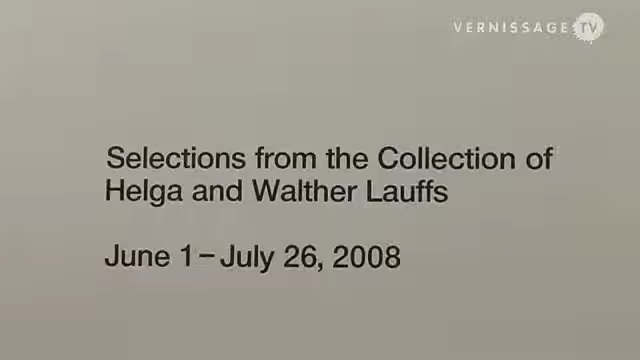 VERNISSAGE TV
Selections from the Collection of
Helga and Walther Lauffs
June 1 – July 26, 2008